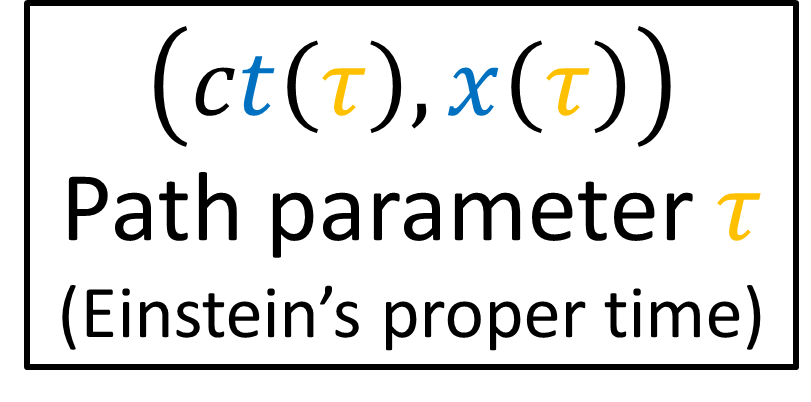 (ct(τ), x(τ))
Path parameter τ
(Einstein’s proper time)